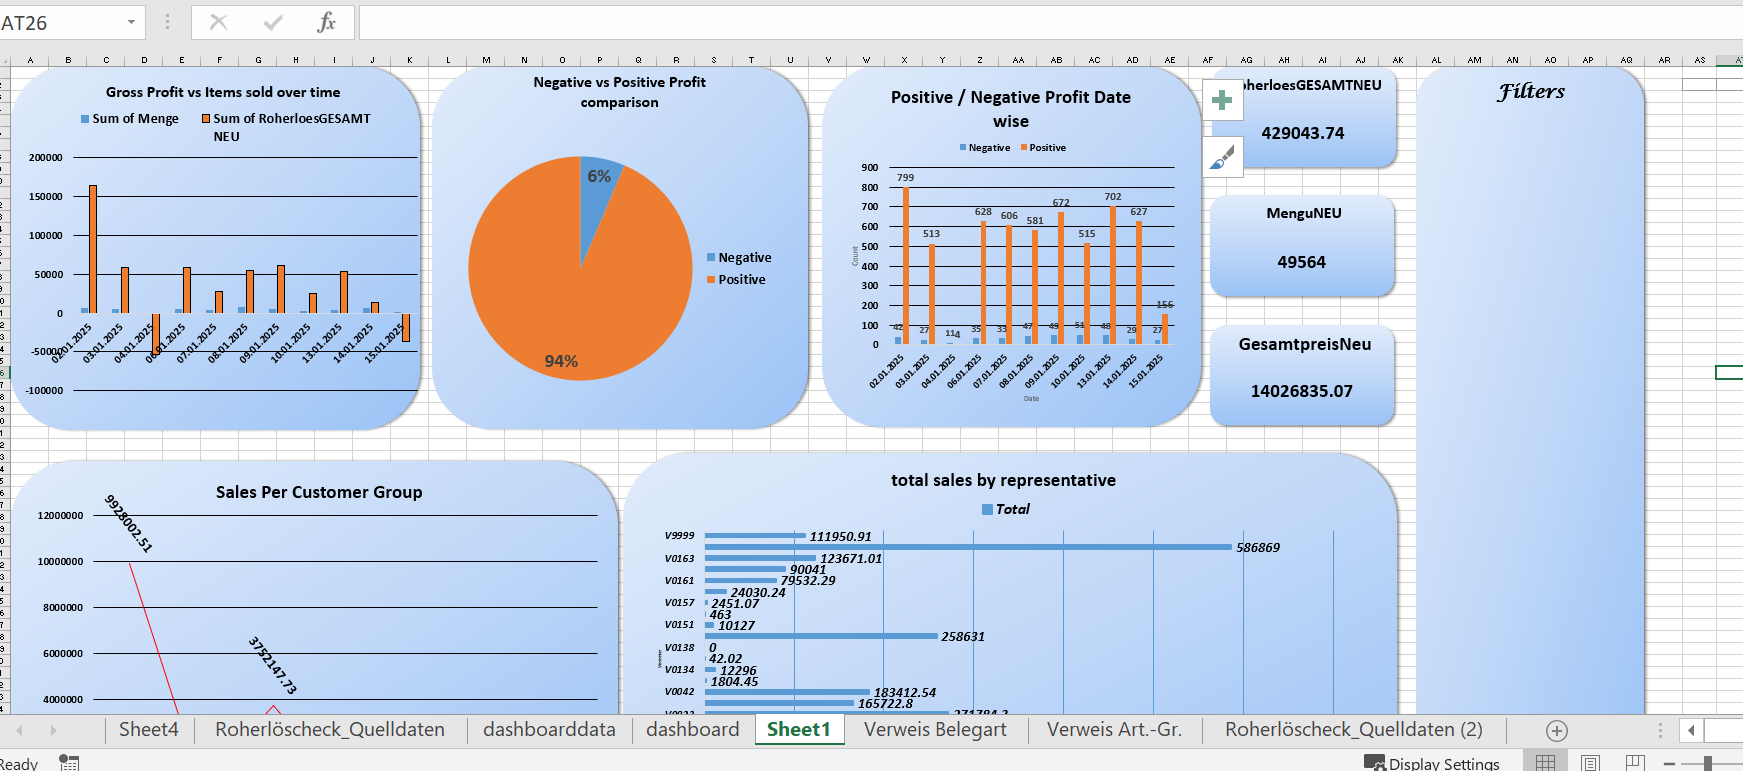 AT26
fx
A B C D E F G H I J K L M N O P Q R S T U V W X Y Z AA AB AC AD AE AF AG AH AI AJ AK AL AM AN AO AP AQ AR AS
Gross Profit vs Items sold over time
Sum of Menge
Sum of RoherloesGESAMT
NEU
200000
150000
100000
50000
0
-50000
-100000
02.01.2025
03.01.2025
04.01.2025
06.01.2025
07.01.2025
08.01.2025
09.01.2025
10.01.2025
13.01.2025
14.01.2025
15.01.2025
Negative vs Positive Profit
comparison
6%
94%
Negative
Positive
Positive / Negative Profit Date
wise
Negative
Positive
Count
900
800
700
600
500
400
300
200
100
0
799
513
628
606
581
672
515
702
627
156
42
27
11
4
35
33
47
49
51
48
29
27
02.01.2025
03.01.2025
04.01.2025
06.01.2025
07.01.2025
08.01.2025
09.01.2025
10.01.2025
13.01.2025
14.01.2025
15.01.2025
Date
oherloesGESAMTNEU
429043.74
MenguNEU
49564
GesamtpreisNeu
14026835.07
Filters
Sales Per Customer Group
12000000
10000000
8000000
6000000
4000000
9928002.51
3752147.73
total sales by representative
Total
V9999
111950.91
586869
V0163
123671.01
90041
V0161
79532.29
24030.24
V0157
2451.07
463
V0151
10127
258631
V0138
0
42.02
V0134
12296
1804.45
V0042
183412.54
165722.8
Sheet4
Roherlöscheck_Quelldaten
dashboarddata
dashboard
Sheet1
Verweis Belegart
Verweis Art.-Gr.
Roherlöscheck_Quelldaten (2)
Ready
Display Settings